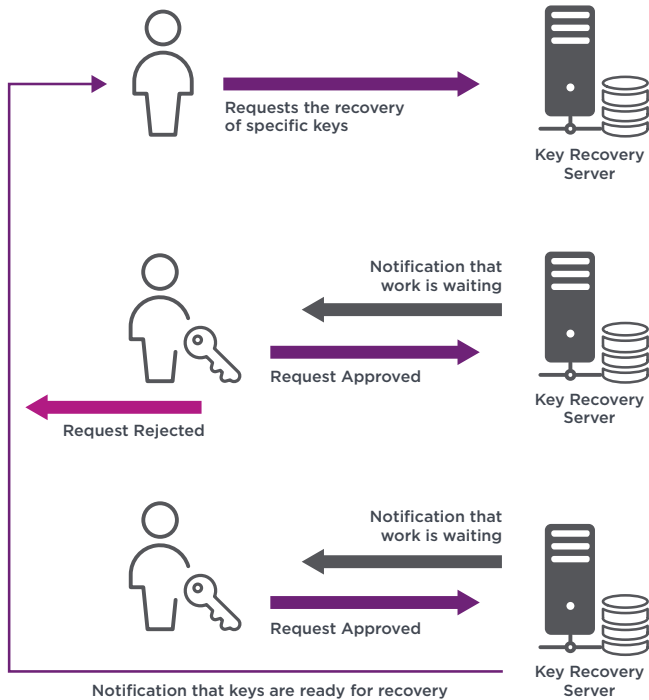 Requests the recovery
of specific keys
Key Recovery
Server
Notification that
work is waiting
Request Approved
Key Recovery
Server
Request Rejected
Notification that
work is waiting
Request Approved
Key Recovery
Server
Notification that keys are ready for recovery